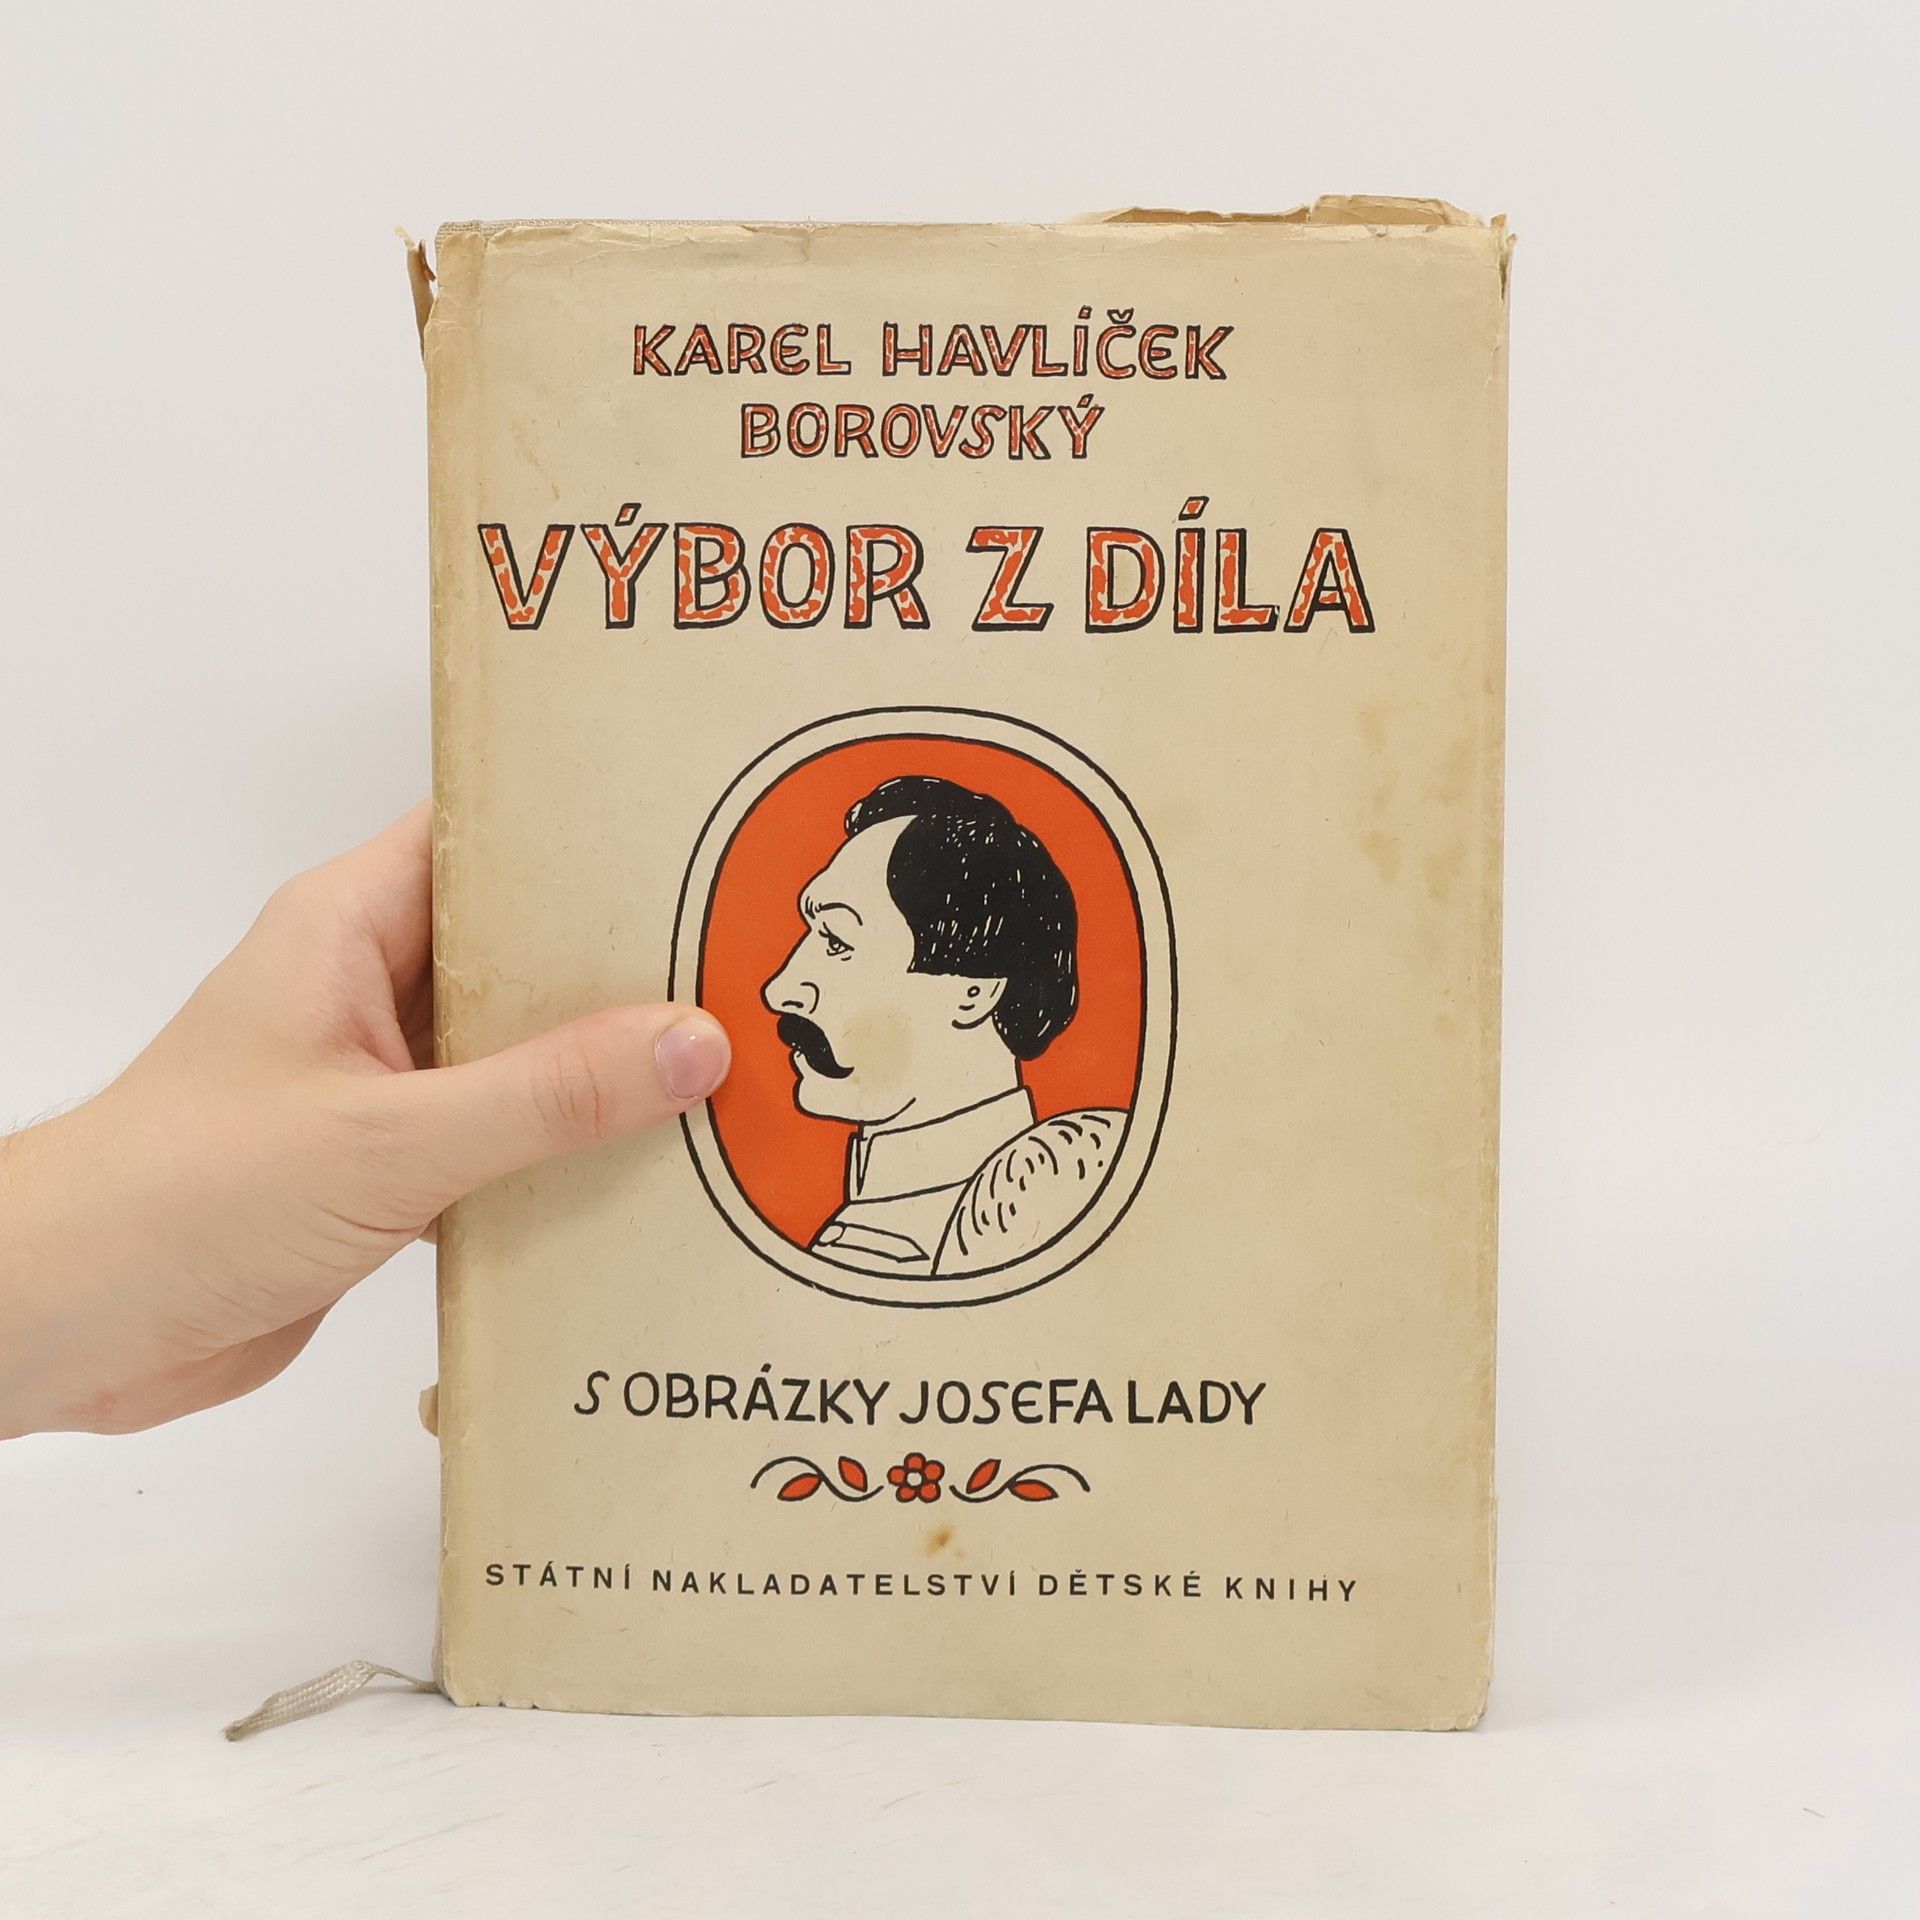 KAREL HAVLÍČEK
BOROVSKÝ
VÝBOR Z DÍLA
S OBRÁZKY JOSEFA LADY
STÁTNÍ NAKLADATELSTVÍ DĚTSKÉ KNIHY